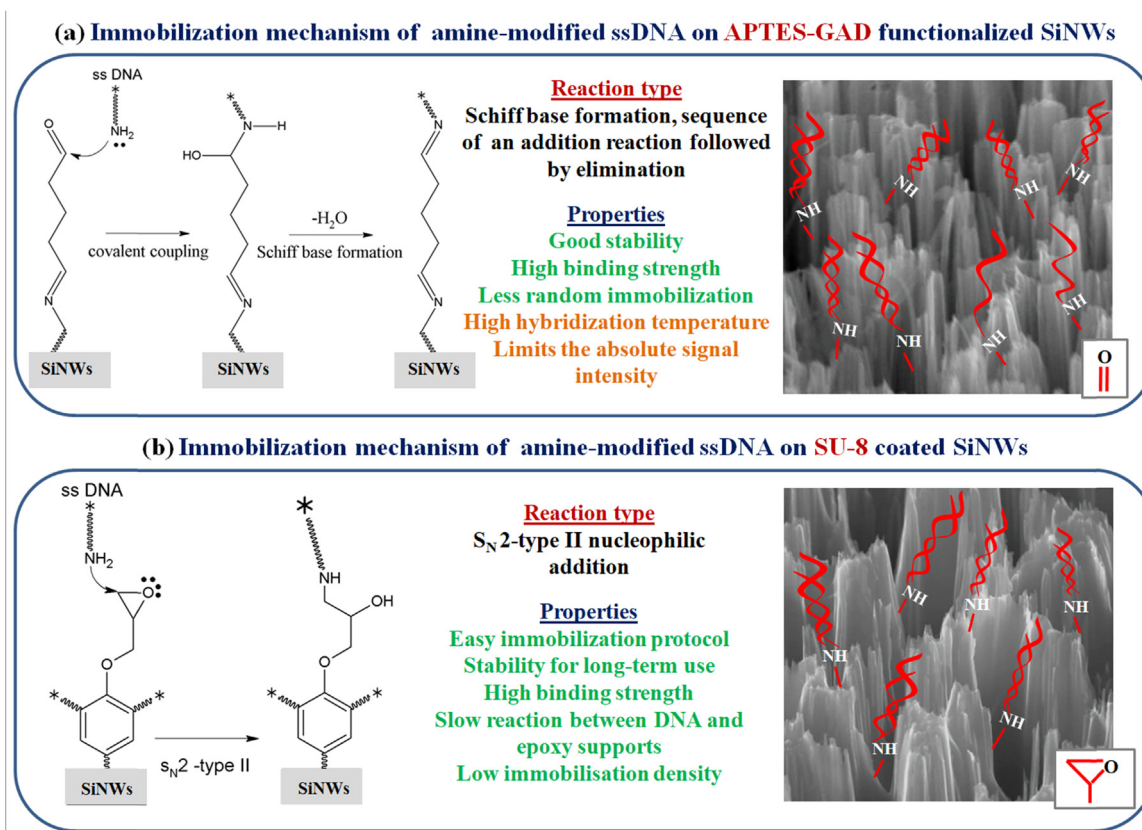 (a) Immobilization mechanism of amine-modified ssDNA on APTES-GAD functionalized SiNWs
ss DNA
*
NH2
O
N
SiNWs
covalent coupling
*
N
H
HO
N
SiNWs
-H2O
Schiff base formation
*
N
N
SiNWs
Reaction type
Schiff base formation, sequence
of an addition reaction followed
by elimination
Properties
Good stability
High binding strength
Less random immobilization
High hybridization temperature
Limits the absolute signal
intensity
NH
NH
NH
NH
NH
NH
NH
NH
O
(b) Immobilization mechanism of amine-modified ssDNA on SU-8 coated SiNWs
ss DNA
*
NH2
O
O
* *
SiNWs
sN2 -type II
*
NH
OH
O
* *
SiNWs
Reaction type
SN2-type II nucleophilic
addition
Properties
Easy immobilization protocol
Stability for long-term use
High binding strength
Slow reaction between DNA and
epoxy supports
Low immobilisation density
NH
NH
NH
NH
NH
NH
O